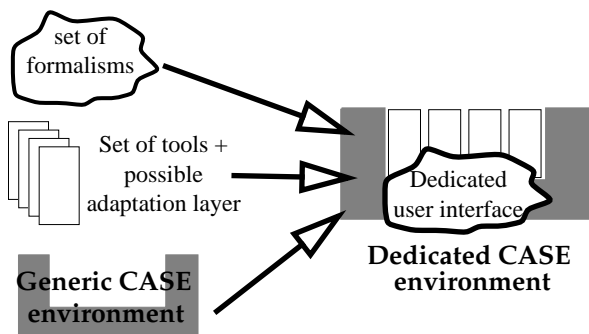 set of
formalisms
Set of tools +
possible
adaptation layer
Generic CASE
environment
Dedicated
user interface
Dedicated CASE
environment